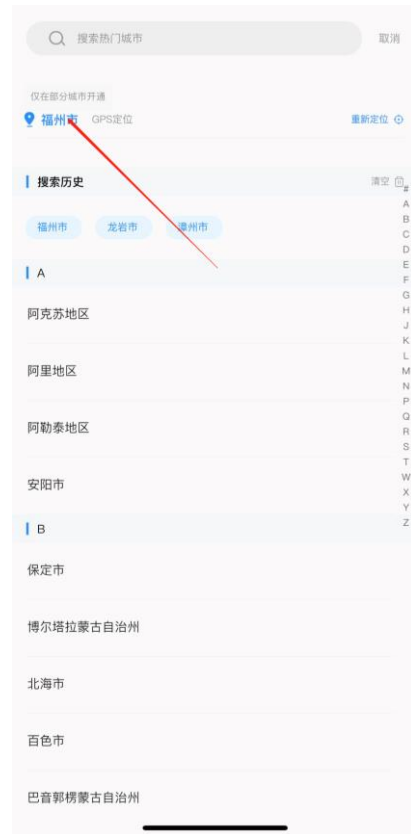 搜索热门城市 取消
仅在部分城市开通
福州市 GPS定位 重新定位
搜索历史 清空
福州市 龙岩市 漳州市
A
阿克苏地区
阿里地区
阿勒泰地区
安阳市
B
保定市
博尔塔拉蒙古自治州
北海市
百色市
巴音郭楞蒙古自治州
#
A
B
C
D
E
F
G
H
J
K
L
M
N
P
Q
R
S
T
W
X
Y
Z